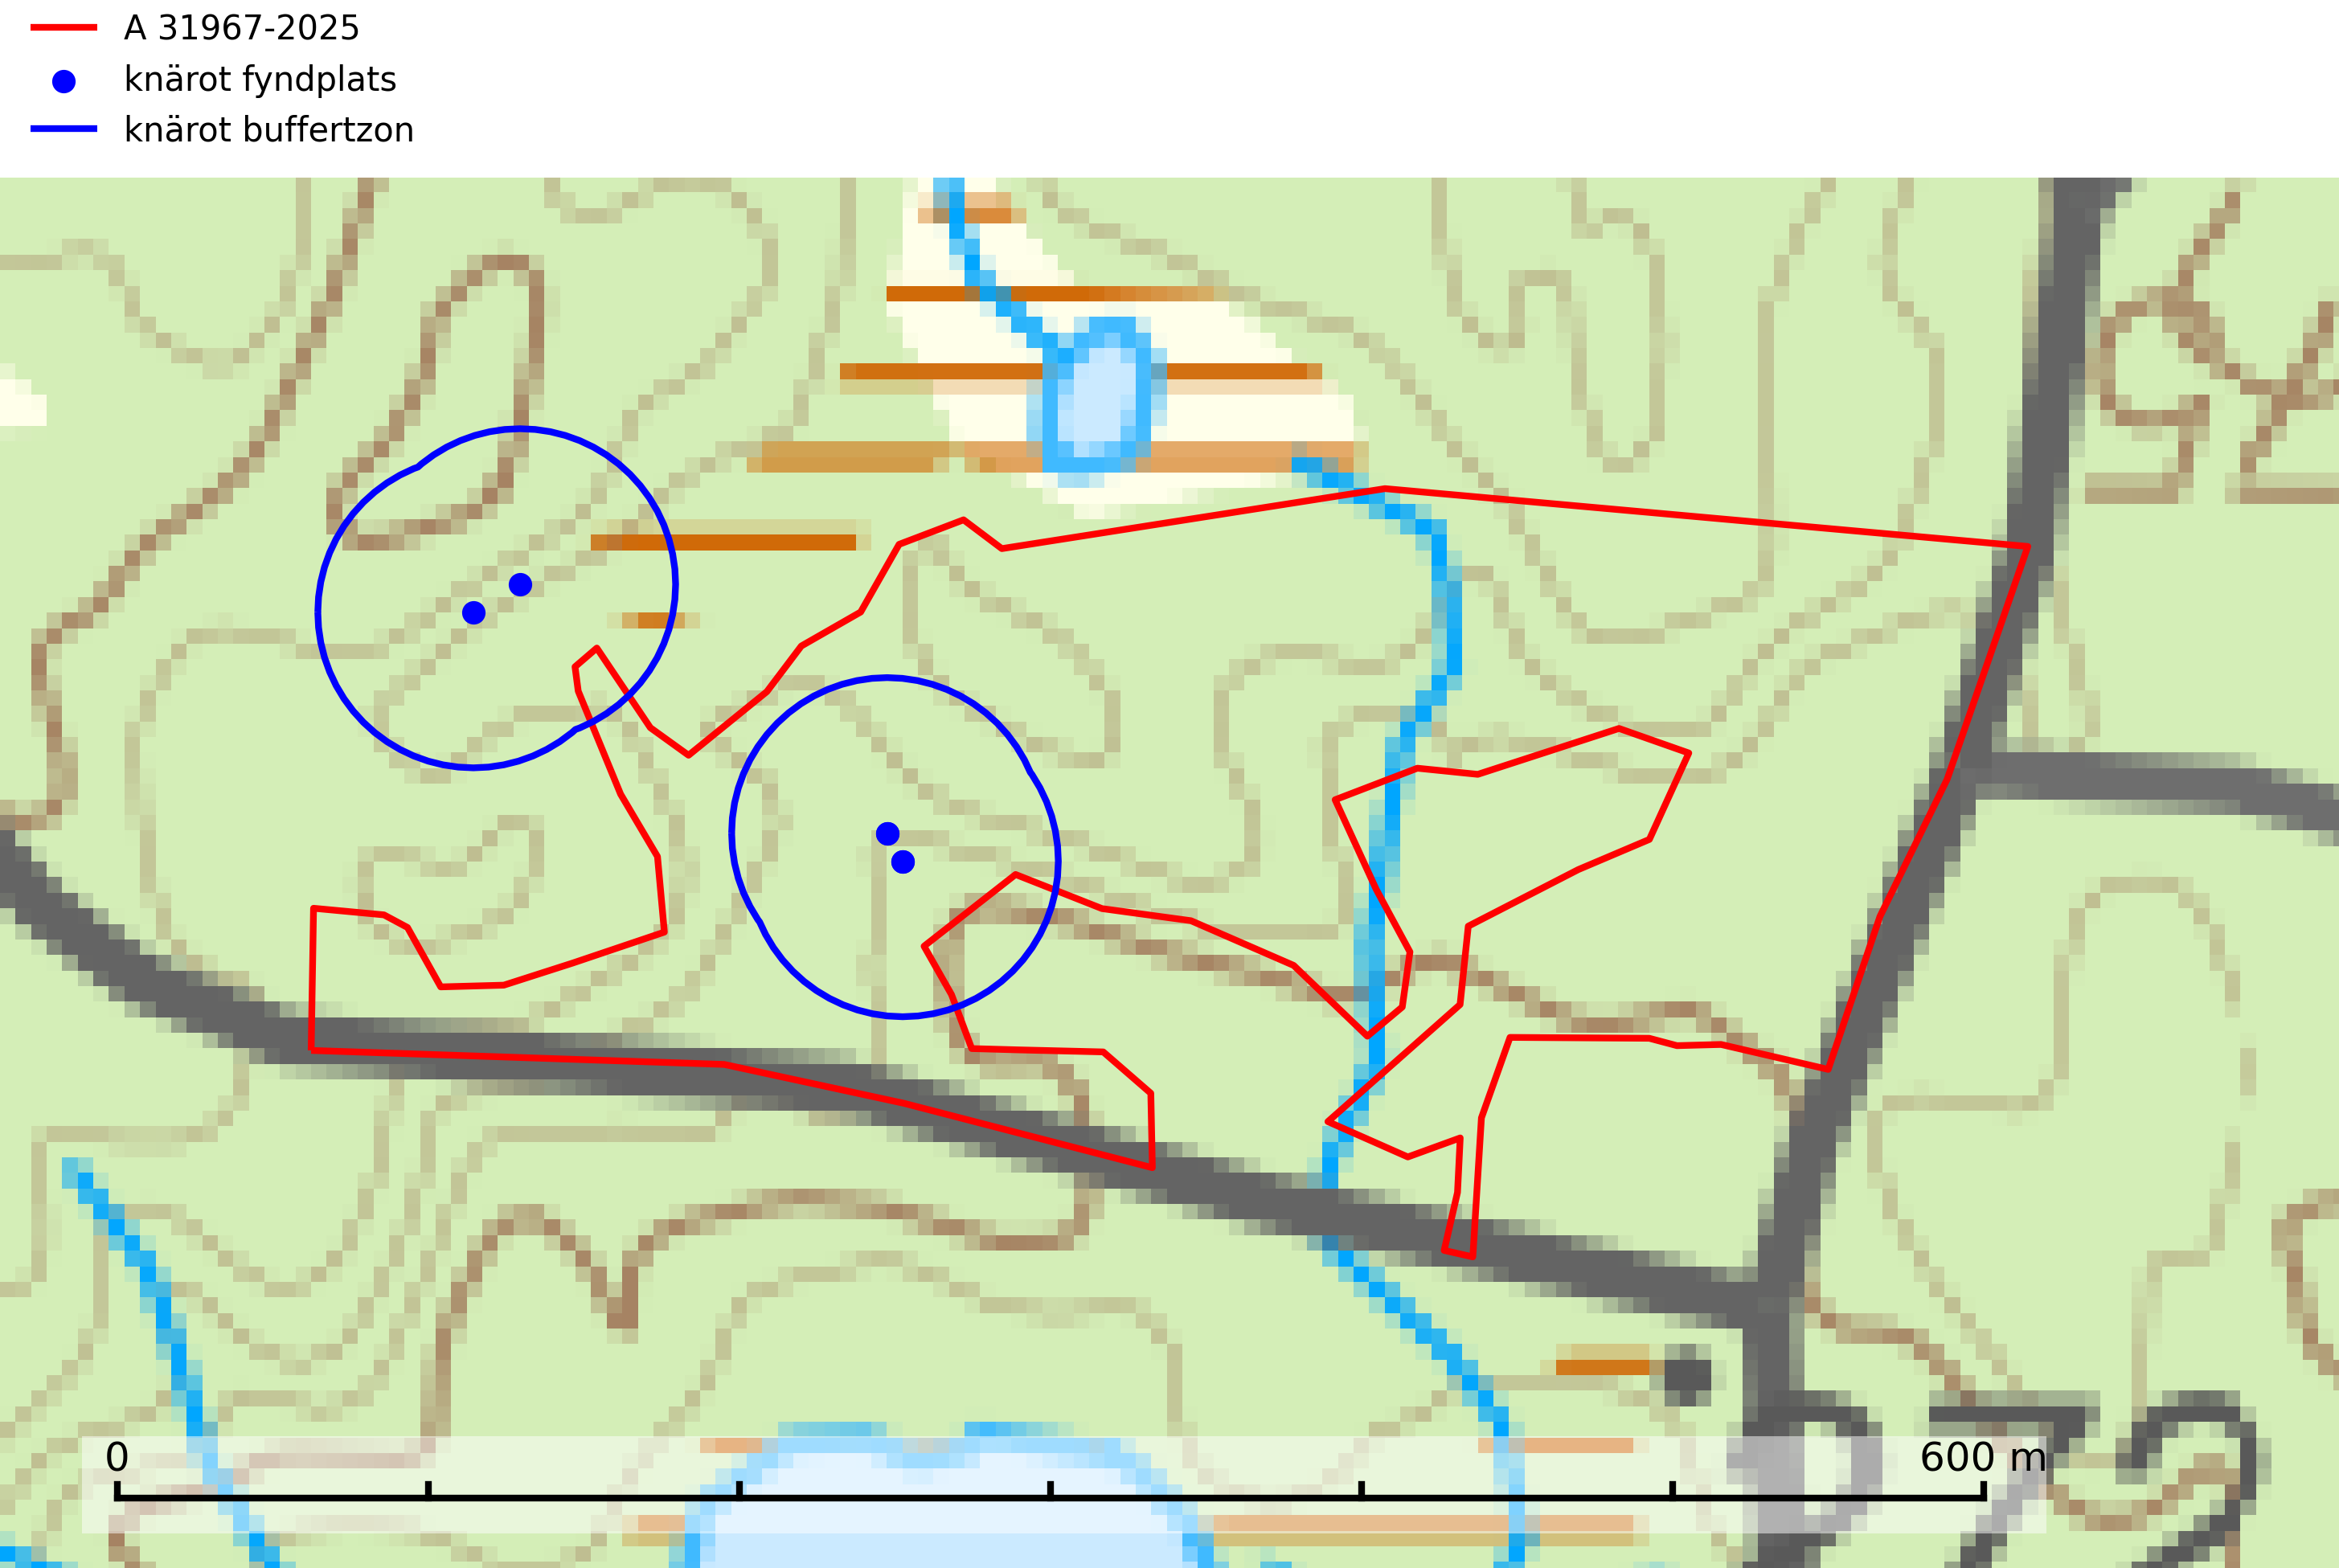 A 31967-2025
knärot fyndplats
knärot buffertzon
0
600 m